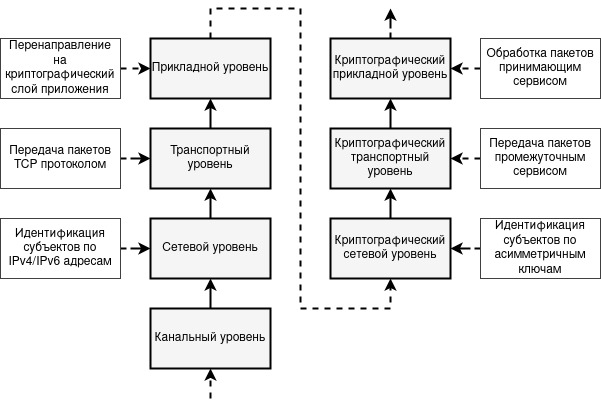 Перенаправление
на
криптографический
слой приложения
Прикладной уровень
Криптографический
прикладной уровень
Обработка пакетов
принимающим
сервисом
Передача пакетов
TCP протоколом
Транспортный
уровень
Криптографический
транспортный
уровень
Передача пакетов
промежуточным
сервисом
Идентификация
субъектов по
IPv4/IPv6 адресам
Сетевой уровень
Криптографический
сетевой уровень
Идентификация
субъектов по
асимметричным
ключам
Канальный уровень